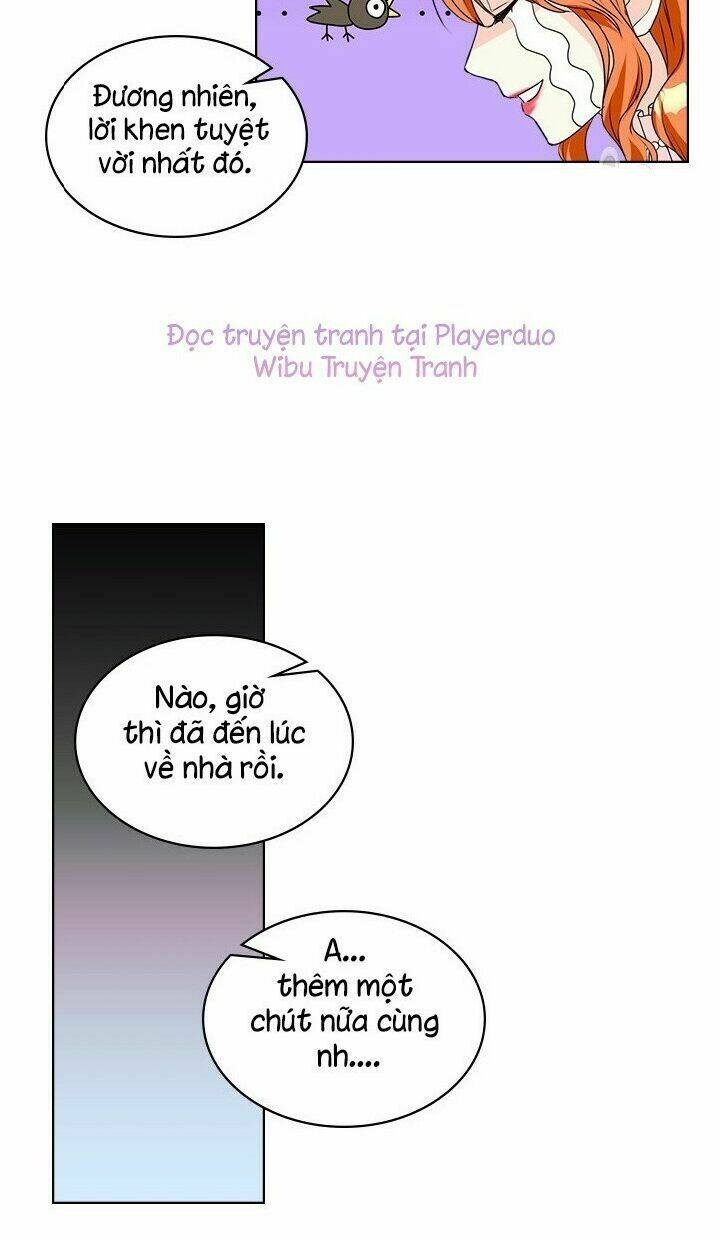 Đương nhiên,
lời khen tuyệt
vời nhất đó.
Đọc truyện tranh tại Playerduo
Wibu Truyện Tranh
Nào, giờ
thì đã đến lúc
về nhà rồi.
A...
thêm một
chút nữa cùng
nh....